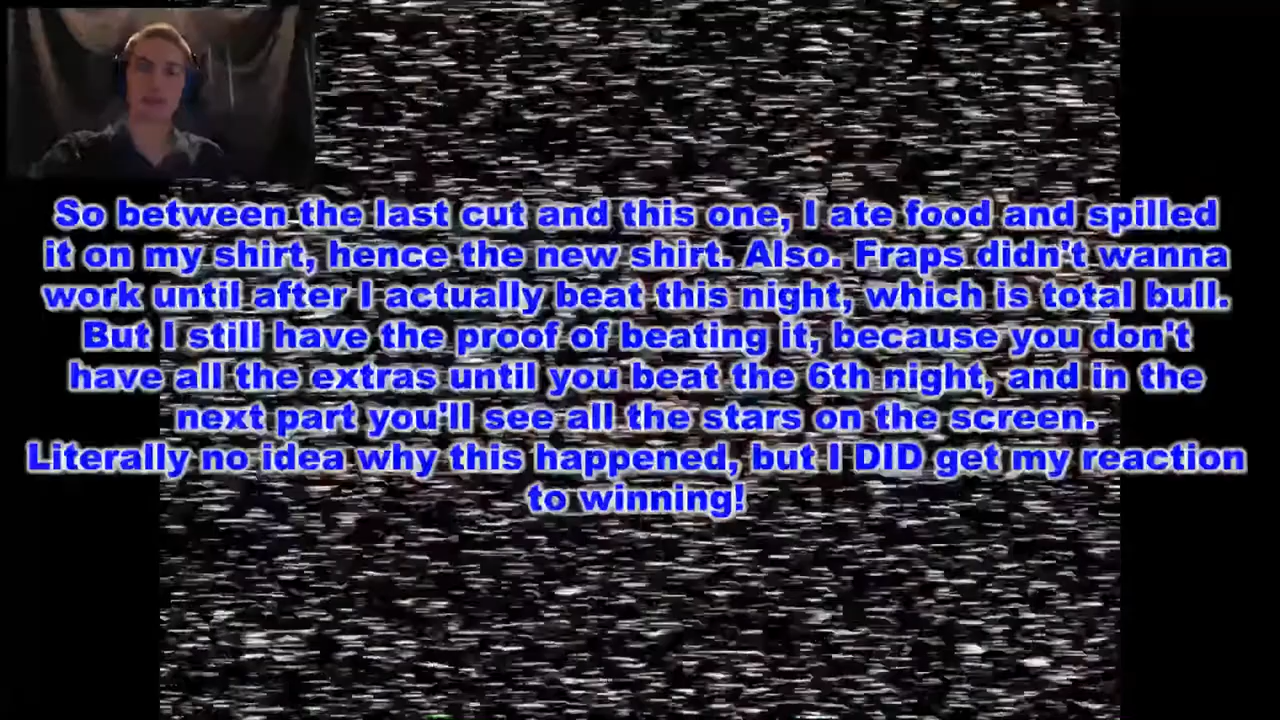 So between the last cut and this one, I ate food and spilled
it on my shirt, hence the new shirt. Also. Fraps didn't wanna
work until after I actually beat this night, which is total bull.
But I still have the proof of beating it, because you don't
have all the extras until you beat the 6th night, and in the
next part you'll see all the stars on the screen.
Literally no idea why this happened, but I DID get my reaction
to winning!